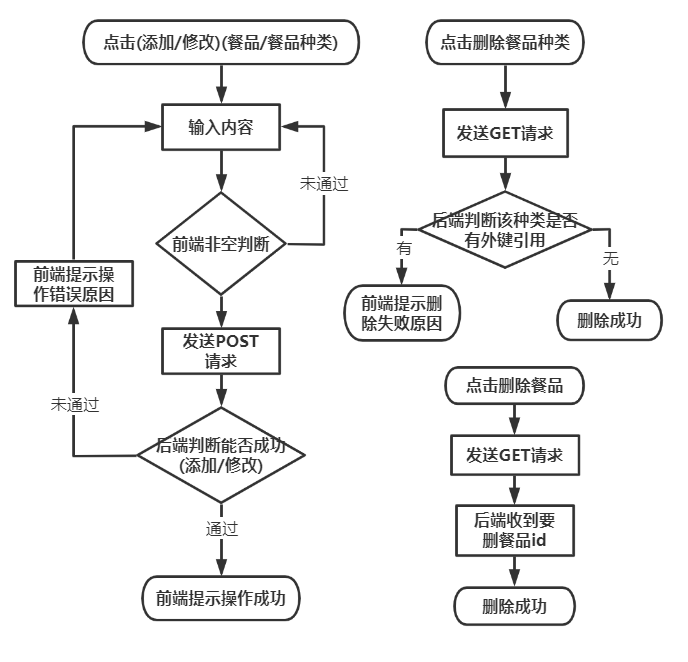 点击(添加/修改)(餐品/餐品种类)
输入内容
未通过
前端非空判断
前端提示操
作错误原因
发送POST
请求
未通过
后端判断能否成功
(添加/修改)
通过
前端提示操作成功
点击删除餐品种类
发送GET请求
后端判断该种类是否
有外键引用
有
无
前端提示删
除失败原因
删除成功
点击删除餐品
发送GET请求
后端收到要
删餐品id
删除成功